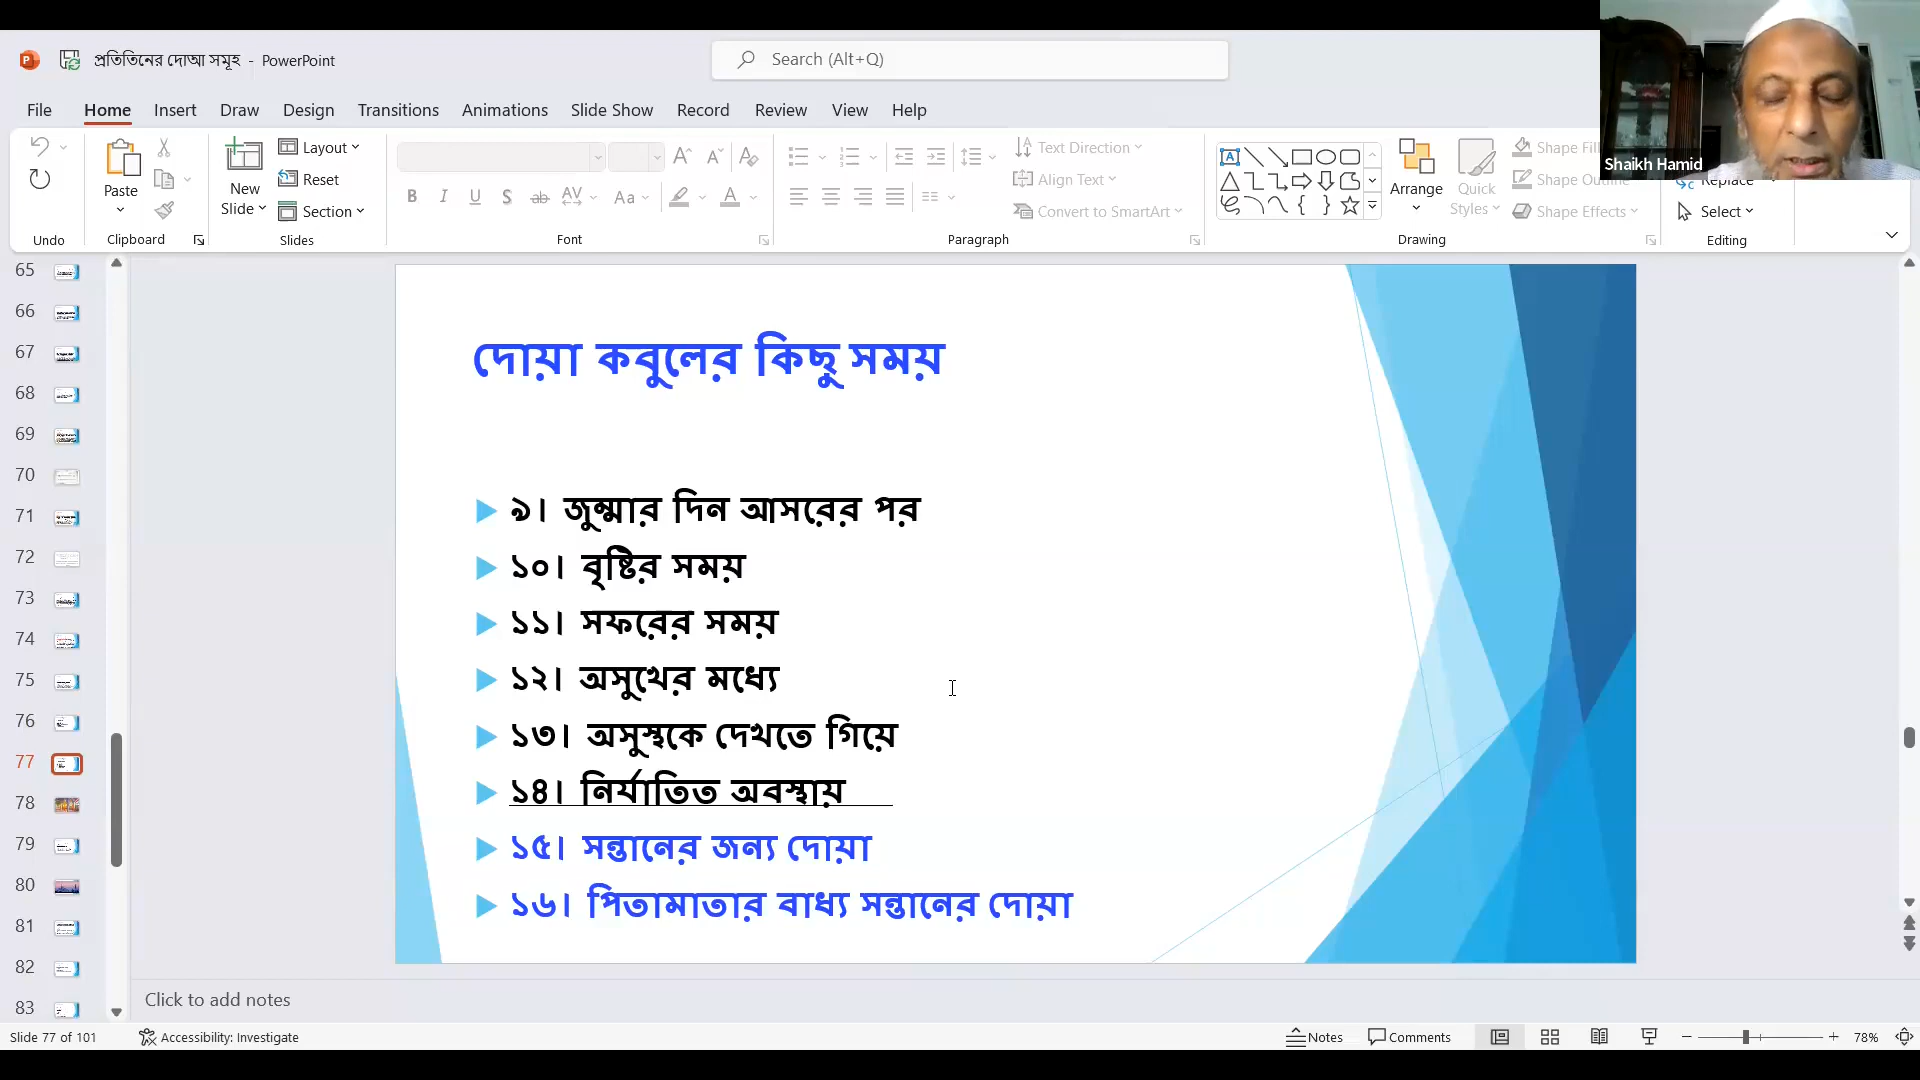 প্রতিতিনের দোআ সমূহ - PowerPoint
Search (Alt+Q)
File Home Insert Draw Design Transitions Animations Slide Show Record Review View Help
Paste
New Slide
Layout
Reset
Section
Text Direction
Align Text
Convert to SmartArt
Arrange
Quick Styles
Shape Fill
Shape Outline
Shape Effects
Replace
Select
Undo Clipboard Slides Font Paragraph Drawing Editing
Shaikh Hamid
65
66
67
68
69
70
71
72
73
74
75
76
77
78
79
80
81
82
83
দোয়া কবুলের কিছু সময়
৯। জুম্মার দিন আসরের পর
১০। বৃষ্টির সময়
১১। সফরের সময়
১২। অসুখের মধ্যে
১৩। অসুস্থকে দেখতে গিয়ে
১৪। নির্যাতিত অবস্থায়
১৫। সন্তানের জন্য দোয়া
১৬। পিতামাতার বাধ্য সন্তানের দোয়া
Click to add notes
Slide 77 of 101 Accessibility: Investigate Notes Comments 78%